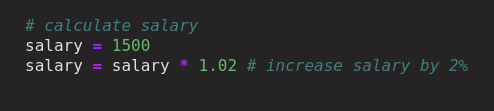 # calculate salary
salary = 1500
salary = salary * 1.02 # increase salary by 2%